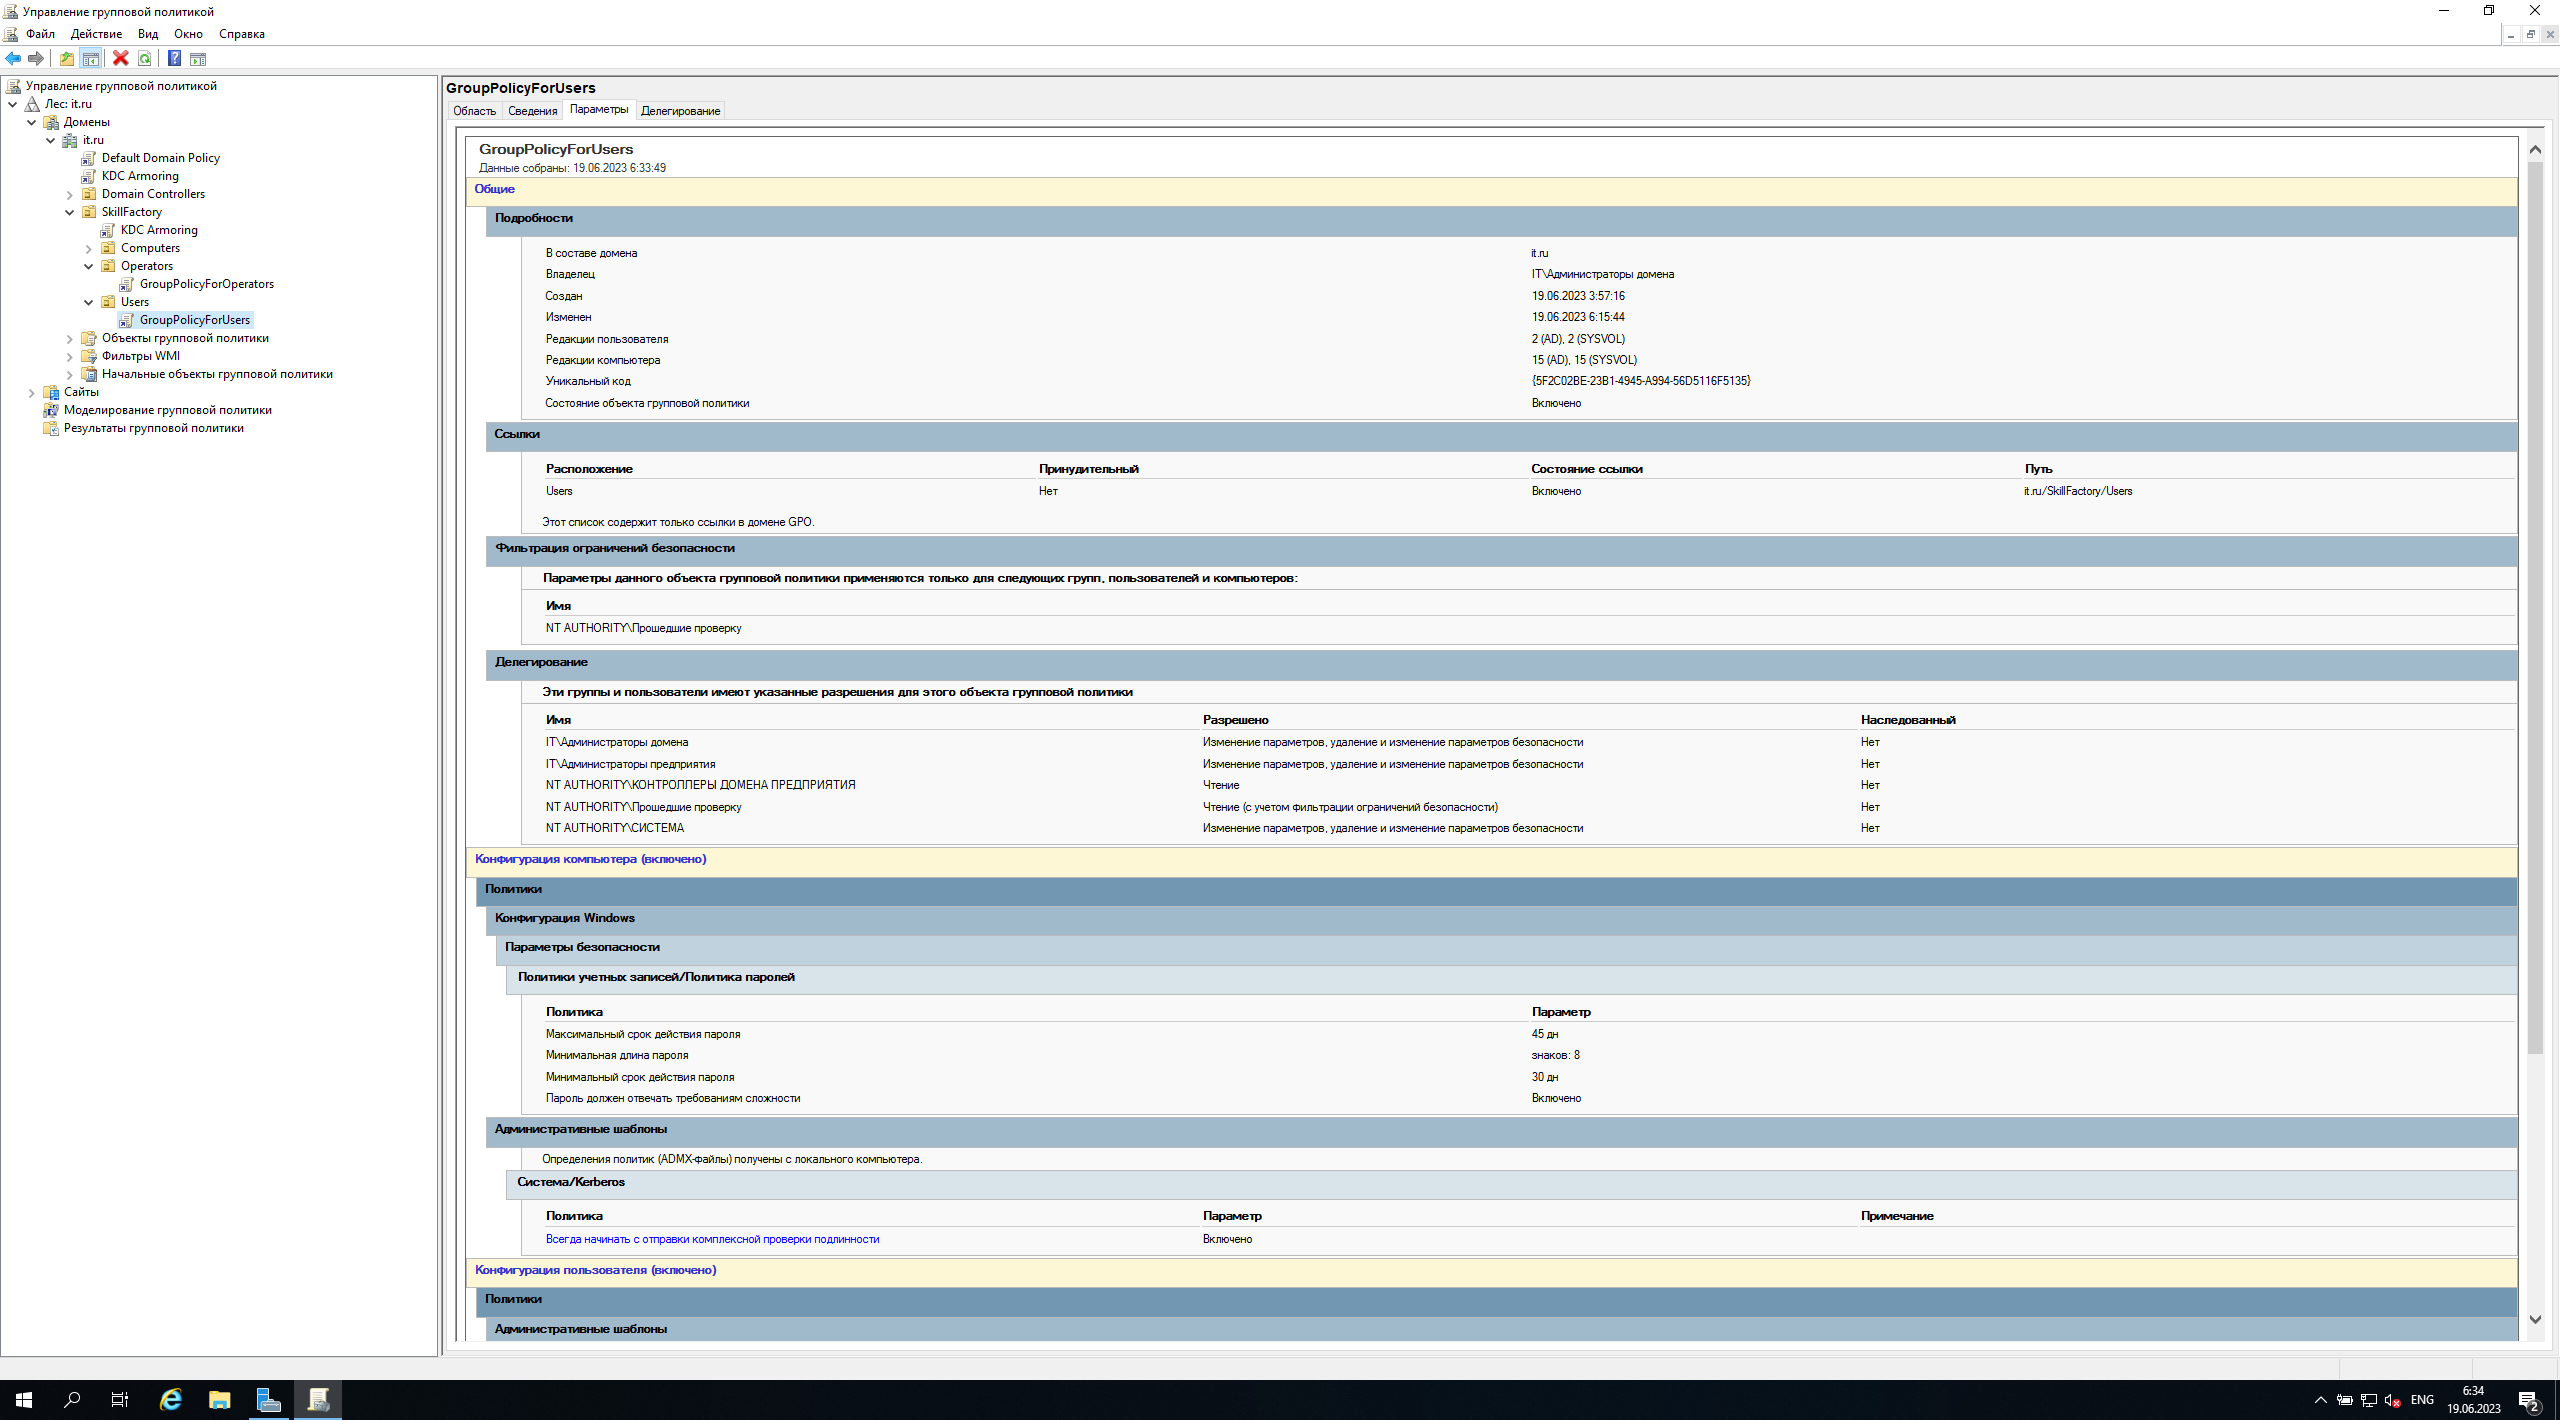 Управление групповой политикой
Файл Действие Вид Окно Справка
Управление групповой политикой
Лес: it.ru
Домены
it.ru
Default Domain Policy
KDC Armoring
Domain Controllers
SkillFactory
KDC Armoring
Computers
Operators
GroupPolicyForOperators
Users
GroupPolicyForUsers
Объекты групповой политики
Фильтры WMI
Начальные объекты групповой политики
Сайты
Моделирование групповой политики
Результаты групповой политики
GroupPolicyForUsers
Область Сведения Параметры Делегирование
GroupPolicyForUsers
Данные собраны: 19.06.2023 6:33:49
Общие
Подробности
В составе домена it.ru
Владелец IT\Администраторы домена
Создан 19.06.2023 3:57:16
Изменен 19.06.2023 6:15:44
Редакции пользователя 2 (AD), 2 (SYSVOL)
Редакции компьютера 15 (AD), 15 (SYSVOL)
Уникальный код {5F2C02BE-23B1-4945-A994-56D5116F5135}
Состояние объекта групповой политики Включено
Ссылки
Расположение Принудительный Состояние ссылки Путь
Users Нет Включено it.ru/SkillFactory/Users
Этот список содержит только ссылки в домене GPO.
Фильтрация ограничений безопасности
Параметры данного объекта групповой политики применяются только для следующих групп, пользователей и компьютеров:
Имя
NT AUTHORITY\Прошедшие проверку
Делегирование
Эти группы и пользователи имеют указанные разрешения для этого объекта групповой политики
Имя Разрешено Наследованный
IT\Администраторы домена Изменение параметров, удаление и изменение параметров безопасности Нет
IT\Администраторы предприятия Изменение параметров, удаление и изменение параметров безопасности Нет
NT AUTHORITY\КОНТРОЛЛЕРЫ ДОМЕНА ПРЕДПРИЯТИЯ Чтение Нет
NT AUTHORITY\Прошедшие проверку Чтение (с учетом фильтрации ограничений безопасности) Нет
NT AUTHORITY\СИСТЕМА Изменение параметров, удаление и изменение параметров безопасности Нет
Конфигурация компьютера (включено)
Политики
Конфигурация Windows
Параметры безопасности
Политики учетных записей/Политика паролей
Политика Параметр
Максимальный срок действия пароля 45 дн
Минимальная длина пароля знаков: 8
Минимальный срок действия пароля 30 дн
Пароль должен отвечать требованиям сложности Включено
Административные шаблоны
Определения политик (ADMX-файлы) получены с локального компьютера.
Система/Kerberos
Политика Параметр Примечание
Всегда начинать с отправки комплексной проверки подлинности Включено
Конфигурация пользователя (включено)
Политики
Административные шаблоны
ENG
6:34
19.06.2023
2